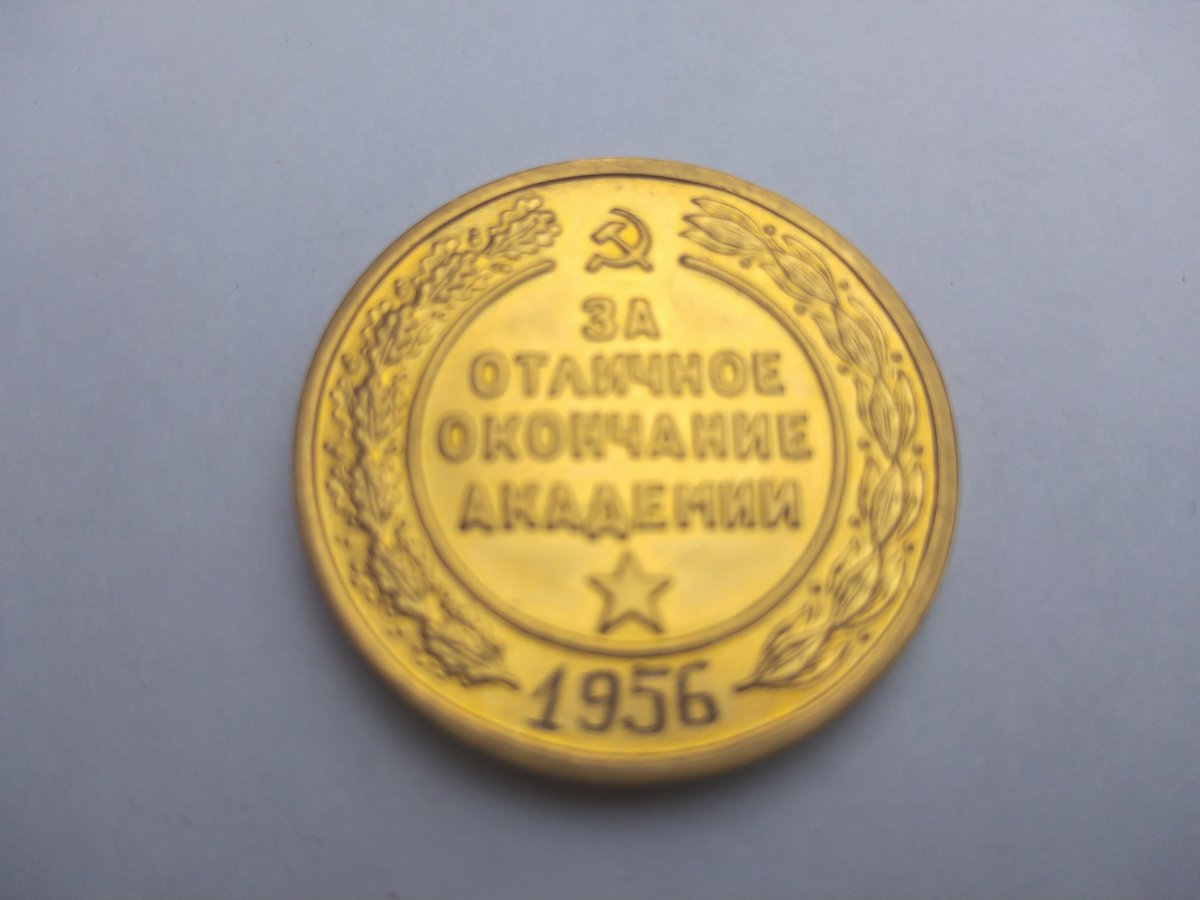 ЗА
ОТЛИЧНОЕ
ОКОНЧАНИЕ
АКАДЕМИИ
1956